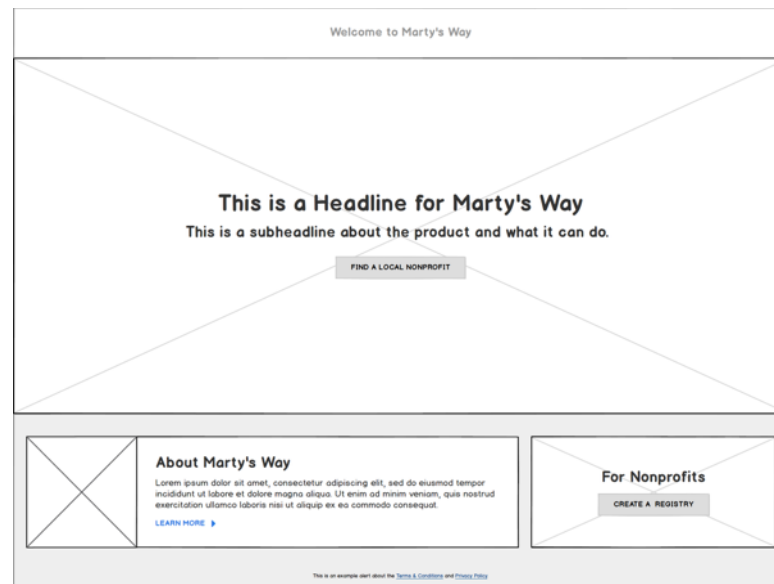 Welcome to Marty's Way
This is a Headline for Marty's Way
This is a subheadline about the product and what it can do.
FIND A LOCAL NONPROFIT
About Marty's Way
Lorem ipsum dolor sit amet, consectetur adipiscing elit, sed do eiusmod tempor
incididunt ut labore et dolore magna aliqua. Ut enim ad minim veniam, quis nostrud
exercitation ullamco laboris nisi ut aliquip ex ea commodo consequat.
LEARN MORE
For Nonprofits
CREATE A REGISTRY
This is an example alert about the Terms & Conditions and Privacy Policy